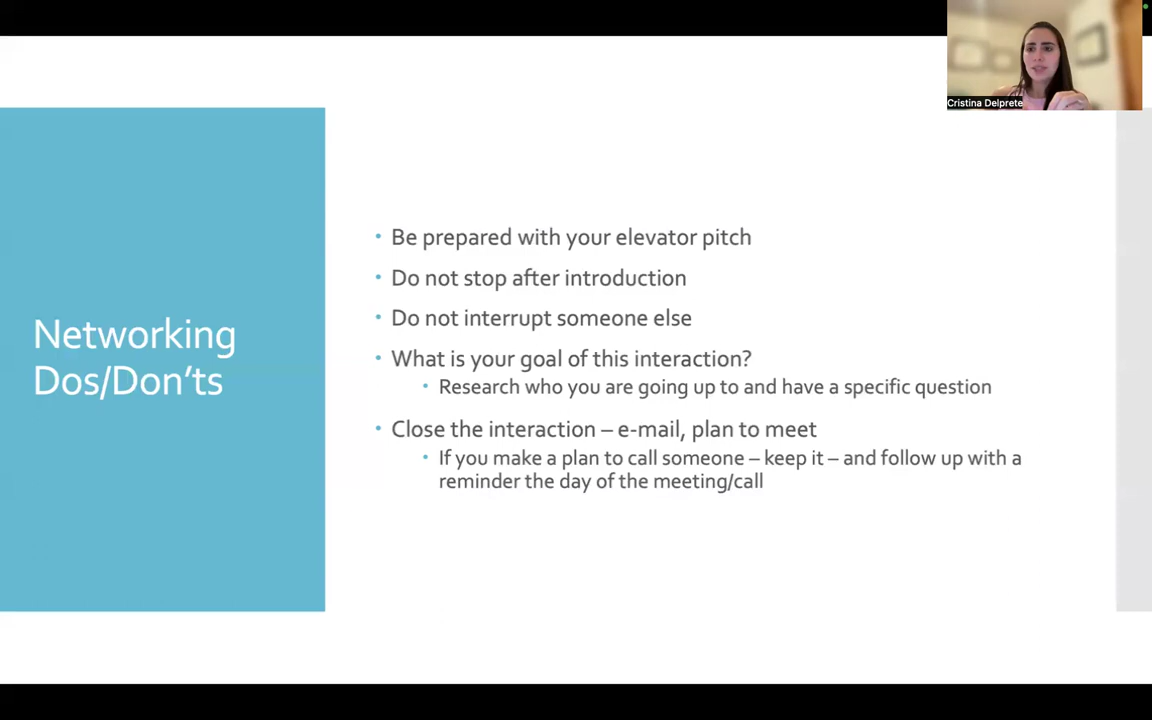 Cristina Delprete
Networking
Dos/Don'ts
• Be prepared with your elevator pitch
• Do not stop after introduction
• Do not interrupt someone else
• What is your goal of this interaction?
• Research who you are going up to and have a specific question
• Close the interaction – e-mail, plan to meet
• If you make a plan to call someone – keep it – and follow up with a
reminder the day of the meeting/call